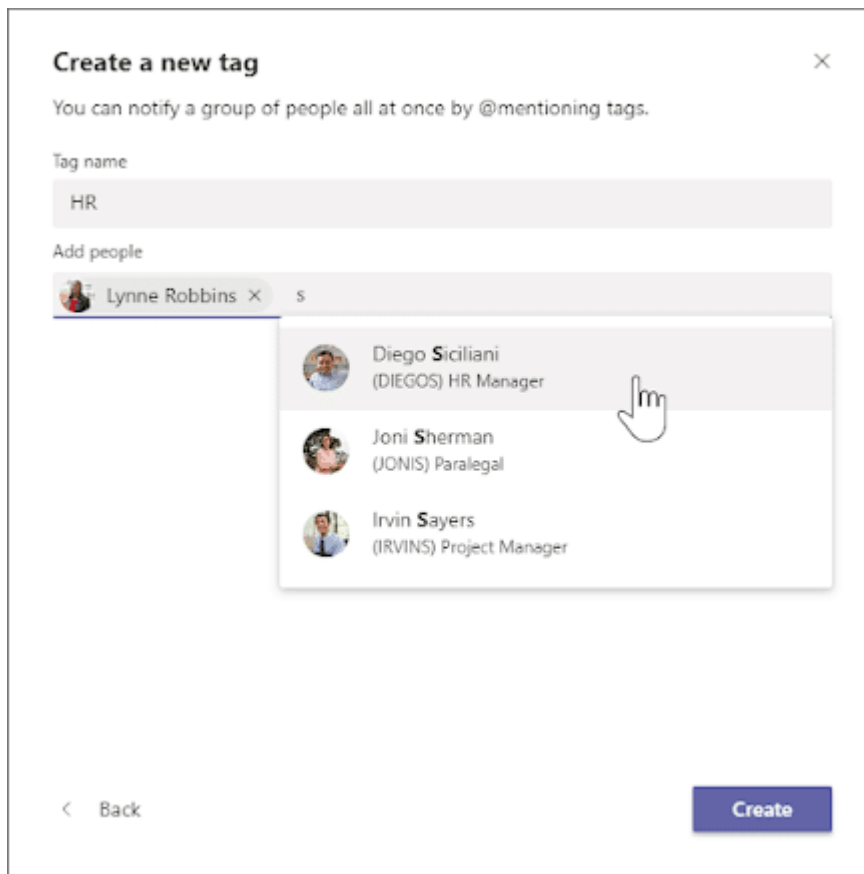 Create a new tag
You can notify a group of people all at once by @mentioning tags.
Tag name
HR
Add people
Lynne Robbins s
Diego Siciliani
(DIEGOS) HR Manager
Joni Sherman
(JONIS) Paralegal
Irvin Sayers
(IRVINS) Project Manager
Back
Create